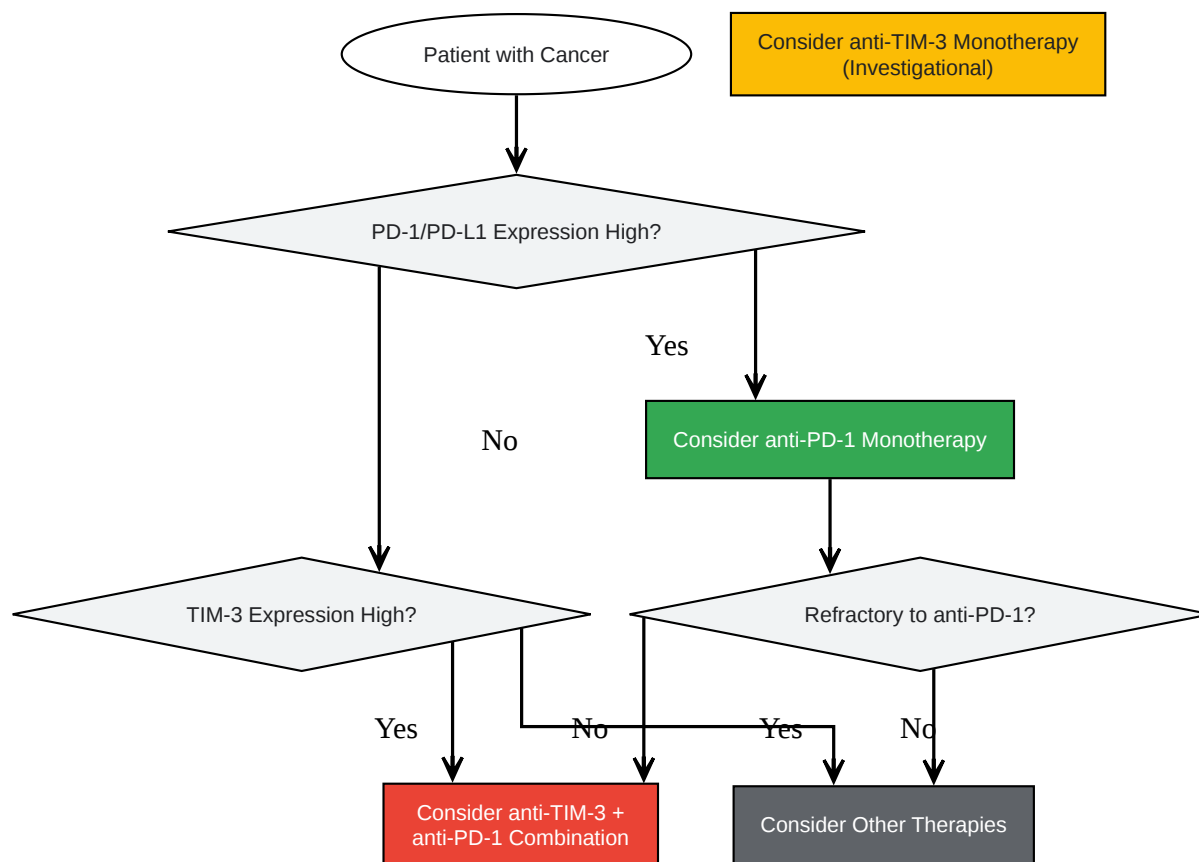 Patient with Cancer
Consider anti-TIM-3 Monotherapy
(Investigational)
PD-1/PD-L1 Expression High?
Yes
Consider anti-PD-1 Monotherapy
No
TIM-3 Expression High?
Refractory to anti-PD-1?
Yes
No
Yes
No
Consider anti-TIM-3 +
anti-PD-1 Combination
Consider Other Therapies